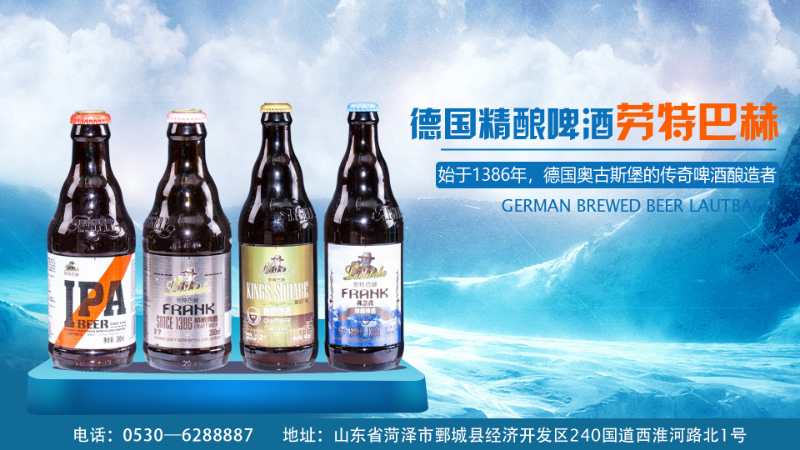 德国精酿啤酒劳特巴赫
始于1386年，德国奥古斯堡的传奇啤酒酿造者
GERMAN BREWED BEER
IPA
BEER
FRANK
SINCE 1386
KING SQUARE
FRANK
电话：0530—6288887 地址：山东省菏泽市鄄城县经济开发区240国道西淮河路北1号